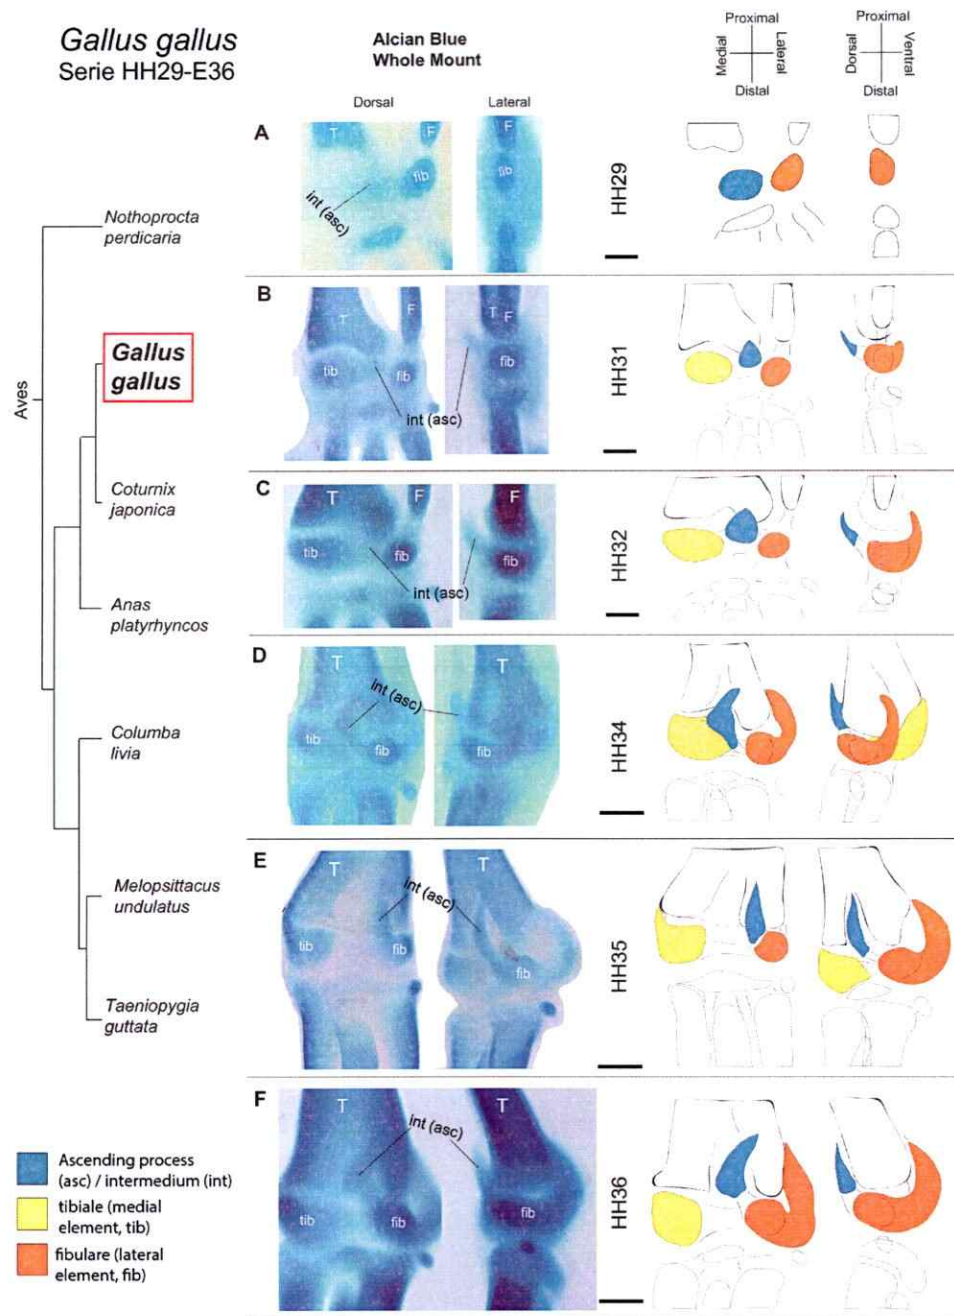 Gallus gallus
Serie HH29-E36
Alcian Blue
Whole Mount
Dorsal
Lateral
Proximal
Medial
Lateral
Distal
Proximal
Dorsal
Ventral
Distal
Aves
Nothoprocta
perdicaria
Gallus
gallus
Coturnix
japonica
Anas
platyrhyncos
Columba
livia
Melopsittacus
undulatus
Taeniopygia
guttata
A
T
F
fib
int (asc)
F
fib
HH29
B
T
F
tib
fib
int (asc)
T
F
fib
HH31
C
T
F
tib
fib
int (asc)
F
fib
HH32
D
T
int (asc)
tib
fib
T
fib
HH34
E
T
int (asc)
tib
fib
T
fib
HH35
F
T
int (asc)
tib
fib
T
fib
HH36
Ascending process
(asc) / intermedium (int)
tibiale (medial
element, tib)
fibulare (lateral
element, fib)